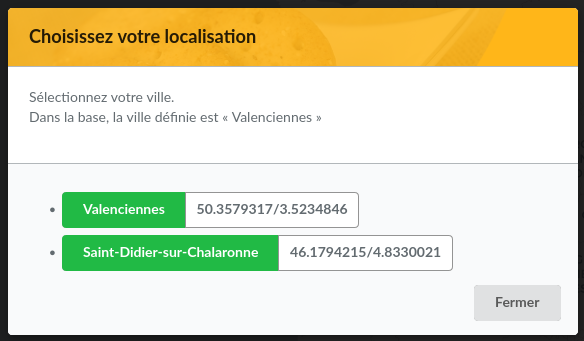 Choisissez votre localisation
Sélectionnez votre ville.
Dans la base, la ville définie est « Valenciennes »
Valenciennes 50.3579317/3.5234846
Saint-Didier-sur-Chalaronne 46.1794215/4.8330021
Fermer